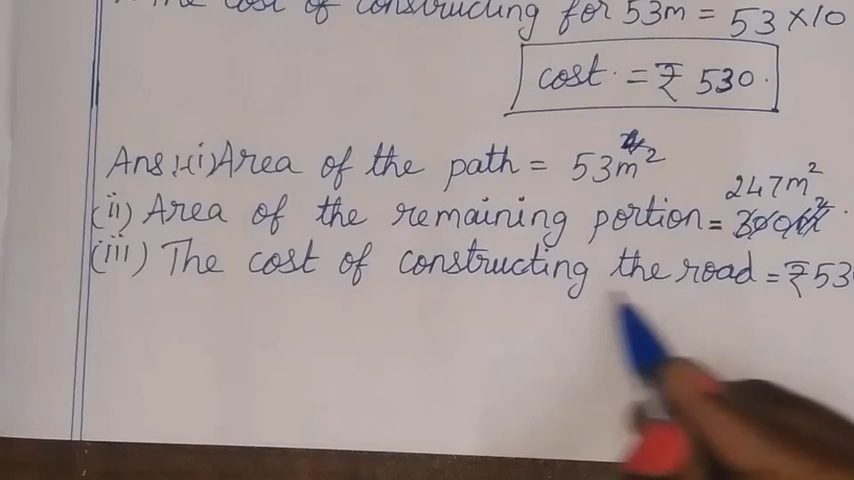 The cost of constructing for 53m = 53 × 10
cost = ₹ 530.
Ans:-(i) Area of the path = 53m²
247m²
(ii) Area of the remaining portion =
(iii) The cost of constructing the road = ₹53